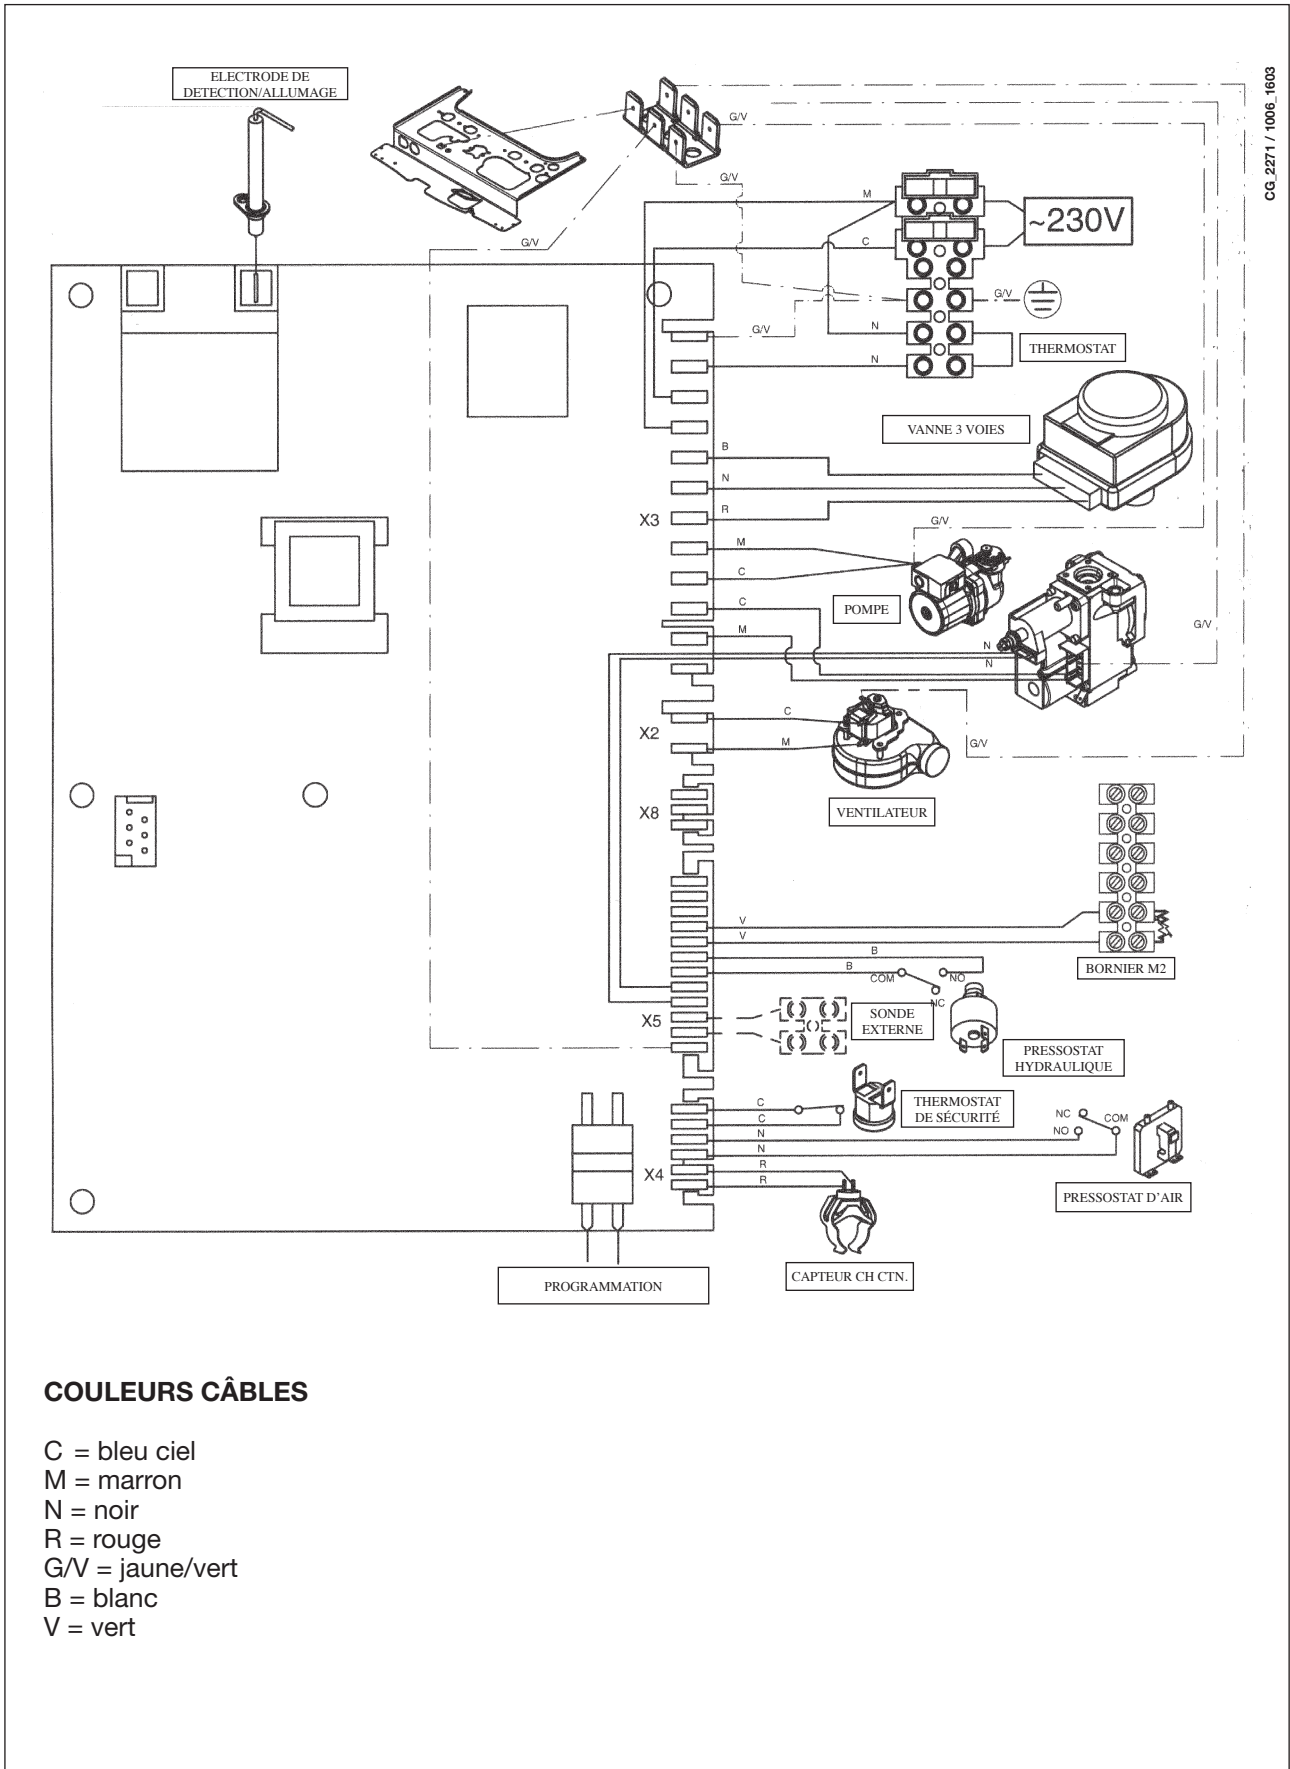 ELECTRODE DE
DETECTION/ALLUMAGE
CG_2271 / 1006_1603
G/V
G/V
M
~230V
G/V
C
G/V
G/V
N
THERMOSTAT
N
VANNE 3 VOIES
B
N
R
X3
G/V
M
C
POMPE
C
G/V
M
N
N
C
X2
M
G/V
X8
VENTILATEUR
V
V
B
BORNIER M2
B
COM
NO
NC
X5
SONDE
EXTERNE
PRESSOSTAT
HYDRAULIQUE
C
THERMOSTAT
DE SÉCURITÉ
C
NC
COM
N
NO
N
R
X4
R
PRESSOSTAT D'AIR
CAPTEUR CH CTN.
PROGRAMMATION
COULEURS CÂBLES
C = bleu ciel
M = marron
N = noir
R = rouge
G/V = jaune/vert
B = blanc
V = vert